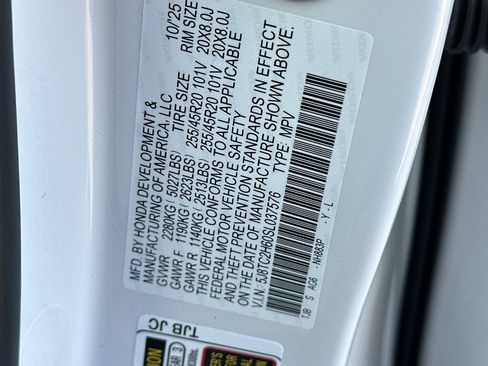 MFD. BY HONDA DEVELOPMENT & 10/'25
MANUFACTURING OF AMERICA, LLC
GVWR 2280KG ( 5027LBS) TIRE SIZE RIM SIZE
GAWR F 1190KG ( 2623LBS) 255/45R20 101V 20X8.0J
GAWR R 1140KG ( 2513LBS) 255/45R20 101V 20X8.0J
THIS VEHICLE CONFORMS TO ALL APPLICABLE
FEDERAL MOTOR VEHICLE SAFETY
AND THEFT PREVENTION STANDARDS IN EFFECT
ON THE DATE OF MANUFACTURE SHOWN ABOVE.
V.I.N: 5J8TC2H60SL037576 TYPE: MPV
TJB S AG6 -NH883P - Y - L
TJB JC